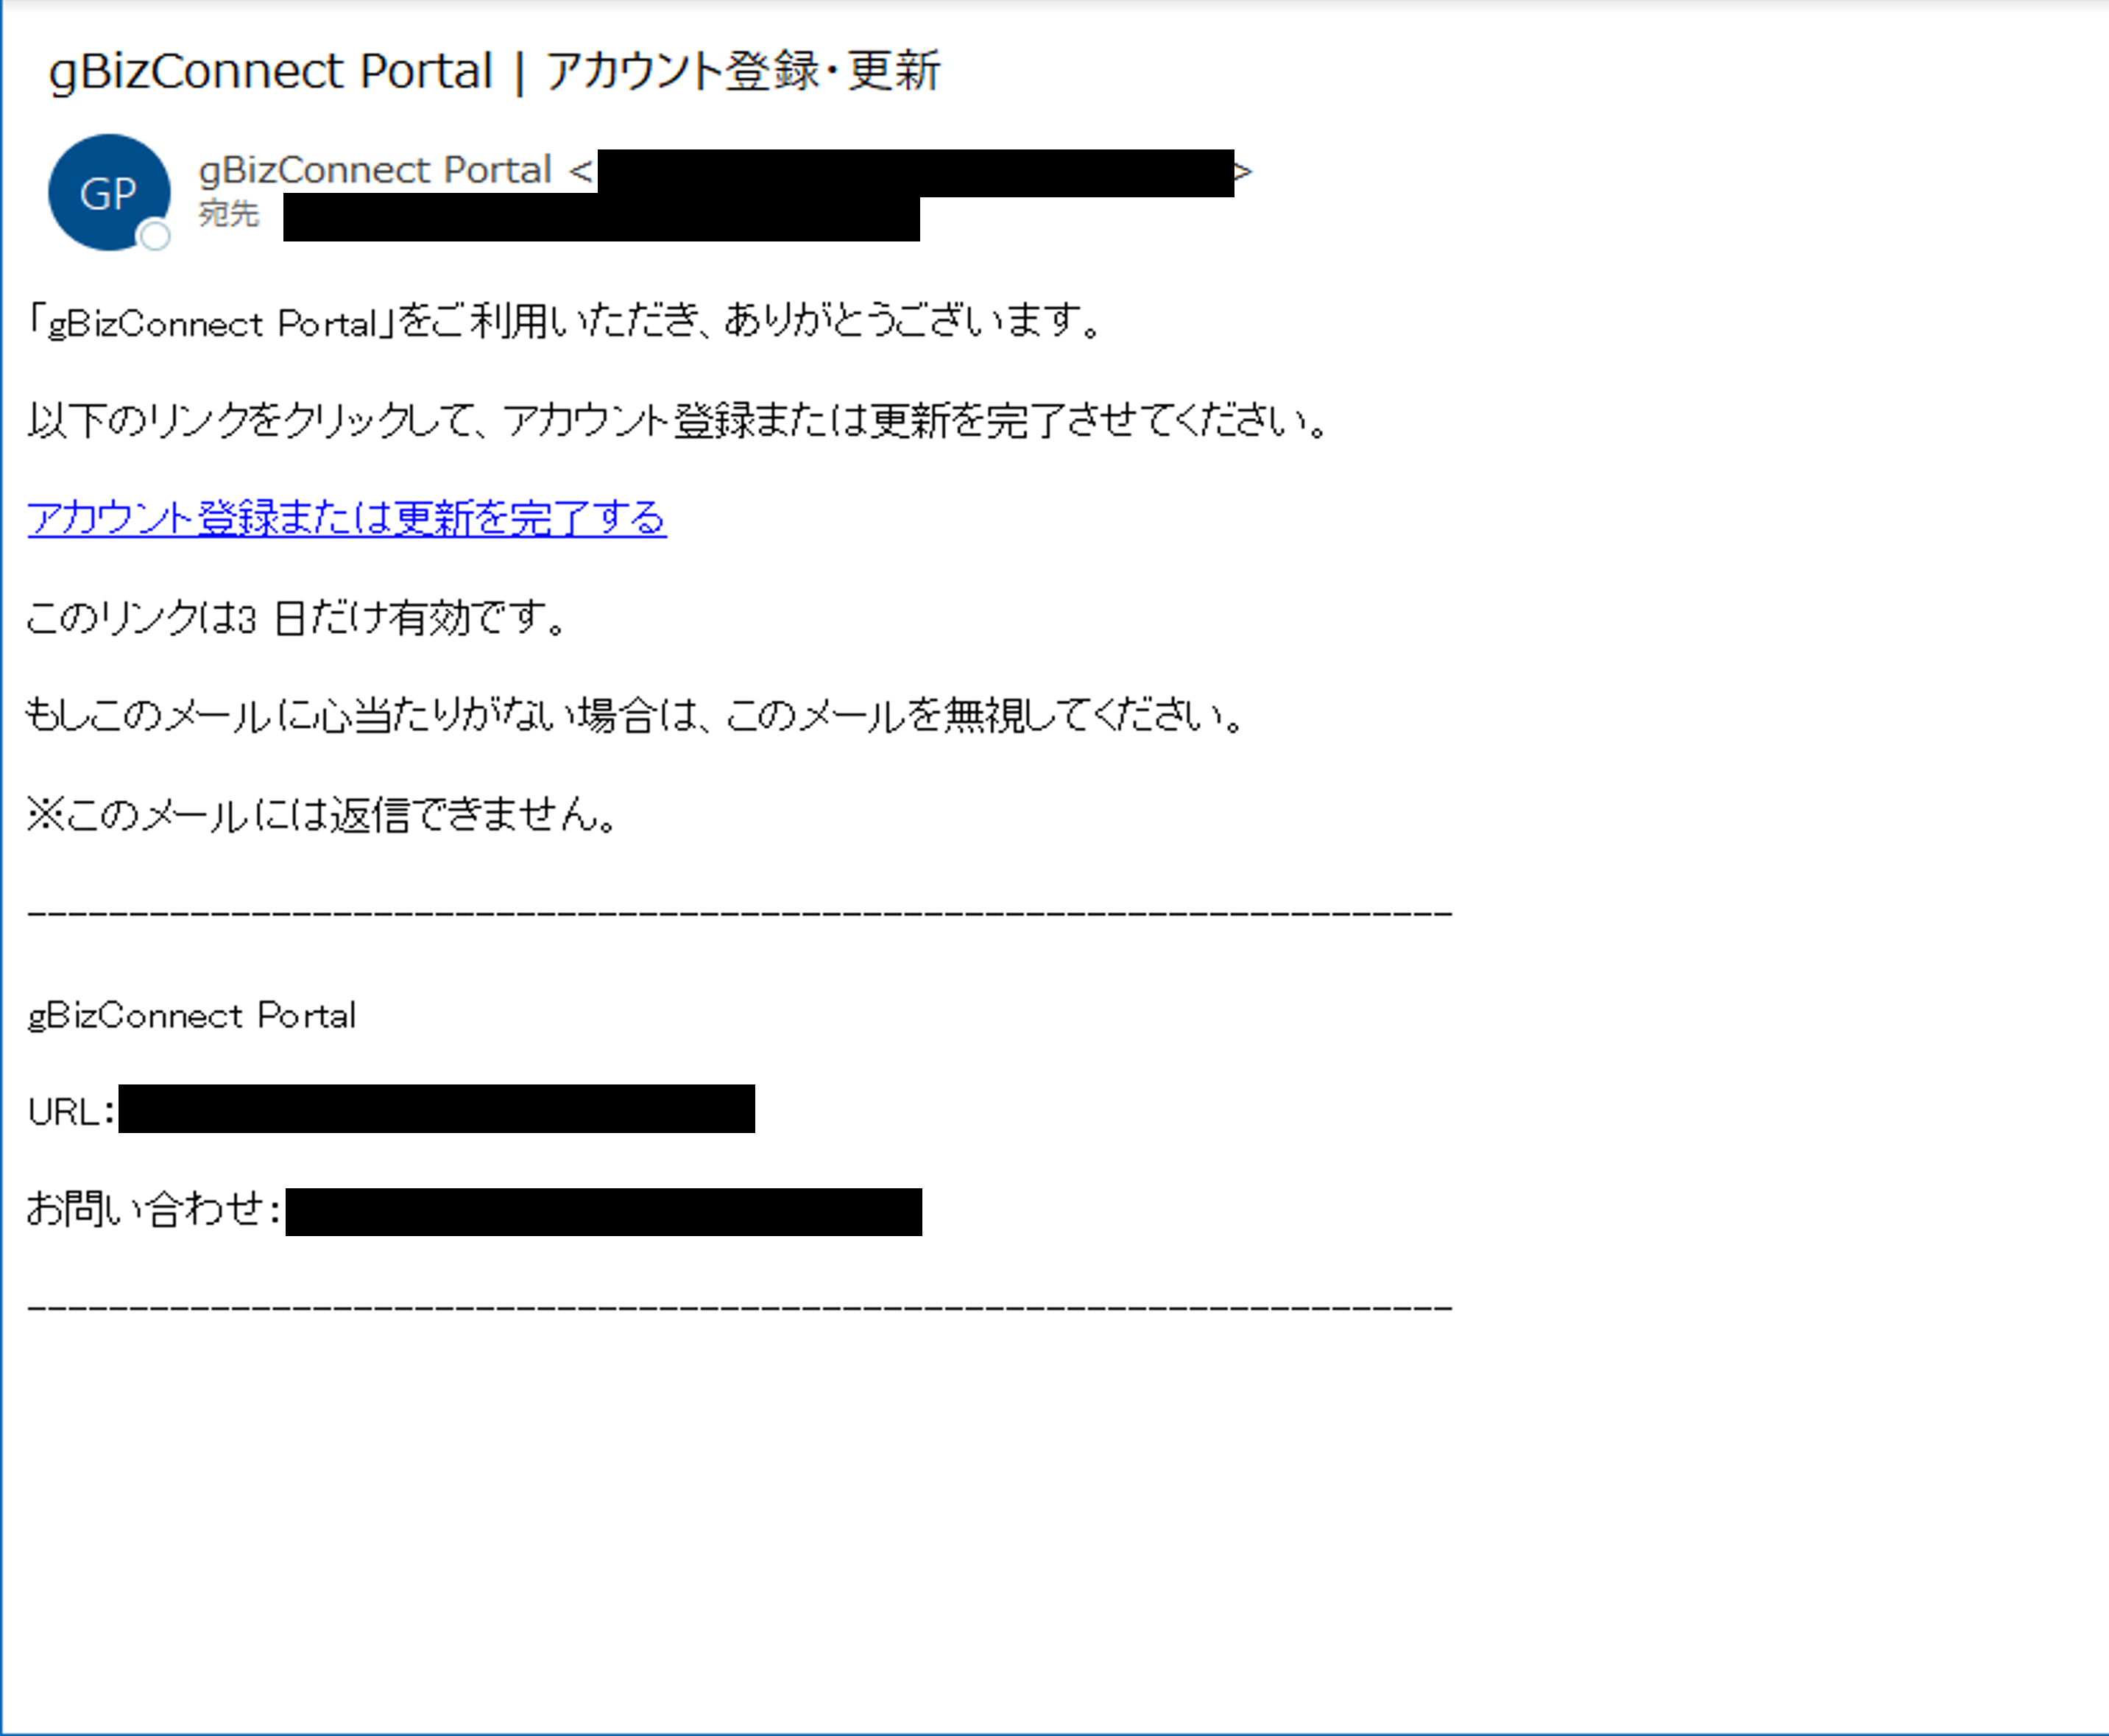 gBizConnect Portal | アカウント登録・更新
GP
gBizConnect Portal < >
宛先
「gBizConnect Portal」をご利用いただき、ありがとうございます。
以下のリンクをクリックして、アカウント登録または更新を完了させてください。
アカウント登録または更新を完了する
このリンクは3 日だけ有効です。
もしこのメールに心当たりがない場合は、このメールを無視してください。
※このメールには返信できません。
----------------------------------------------------------------------
gBizConnect Portal
URL:
お問い合わせ:
----------------------------------------------------------------------